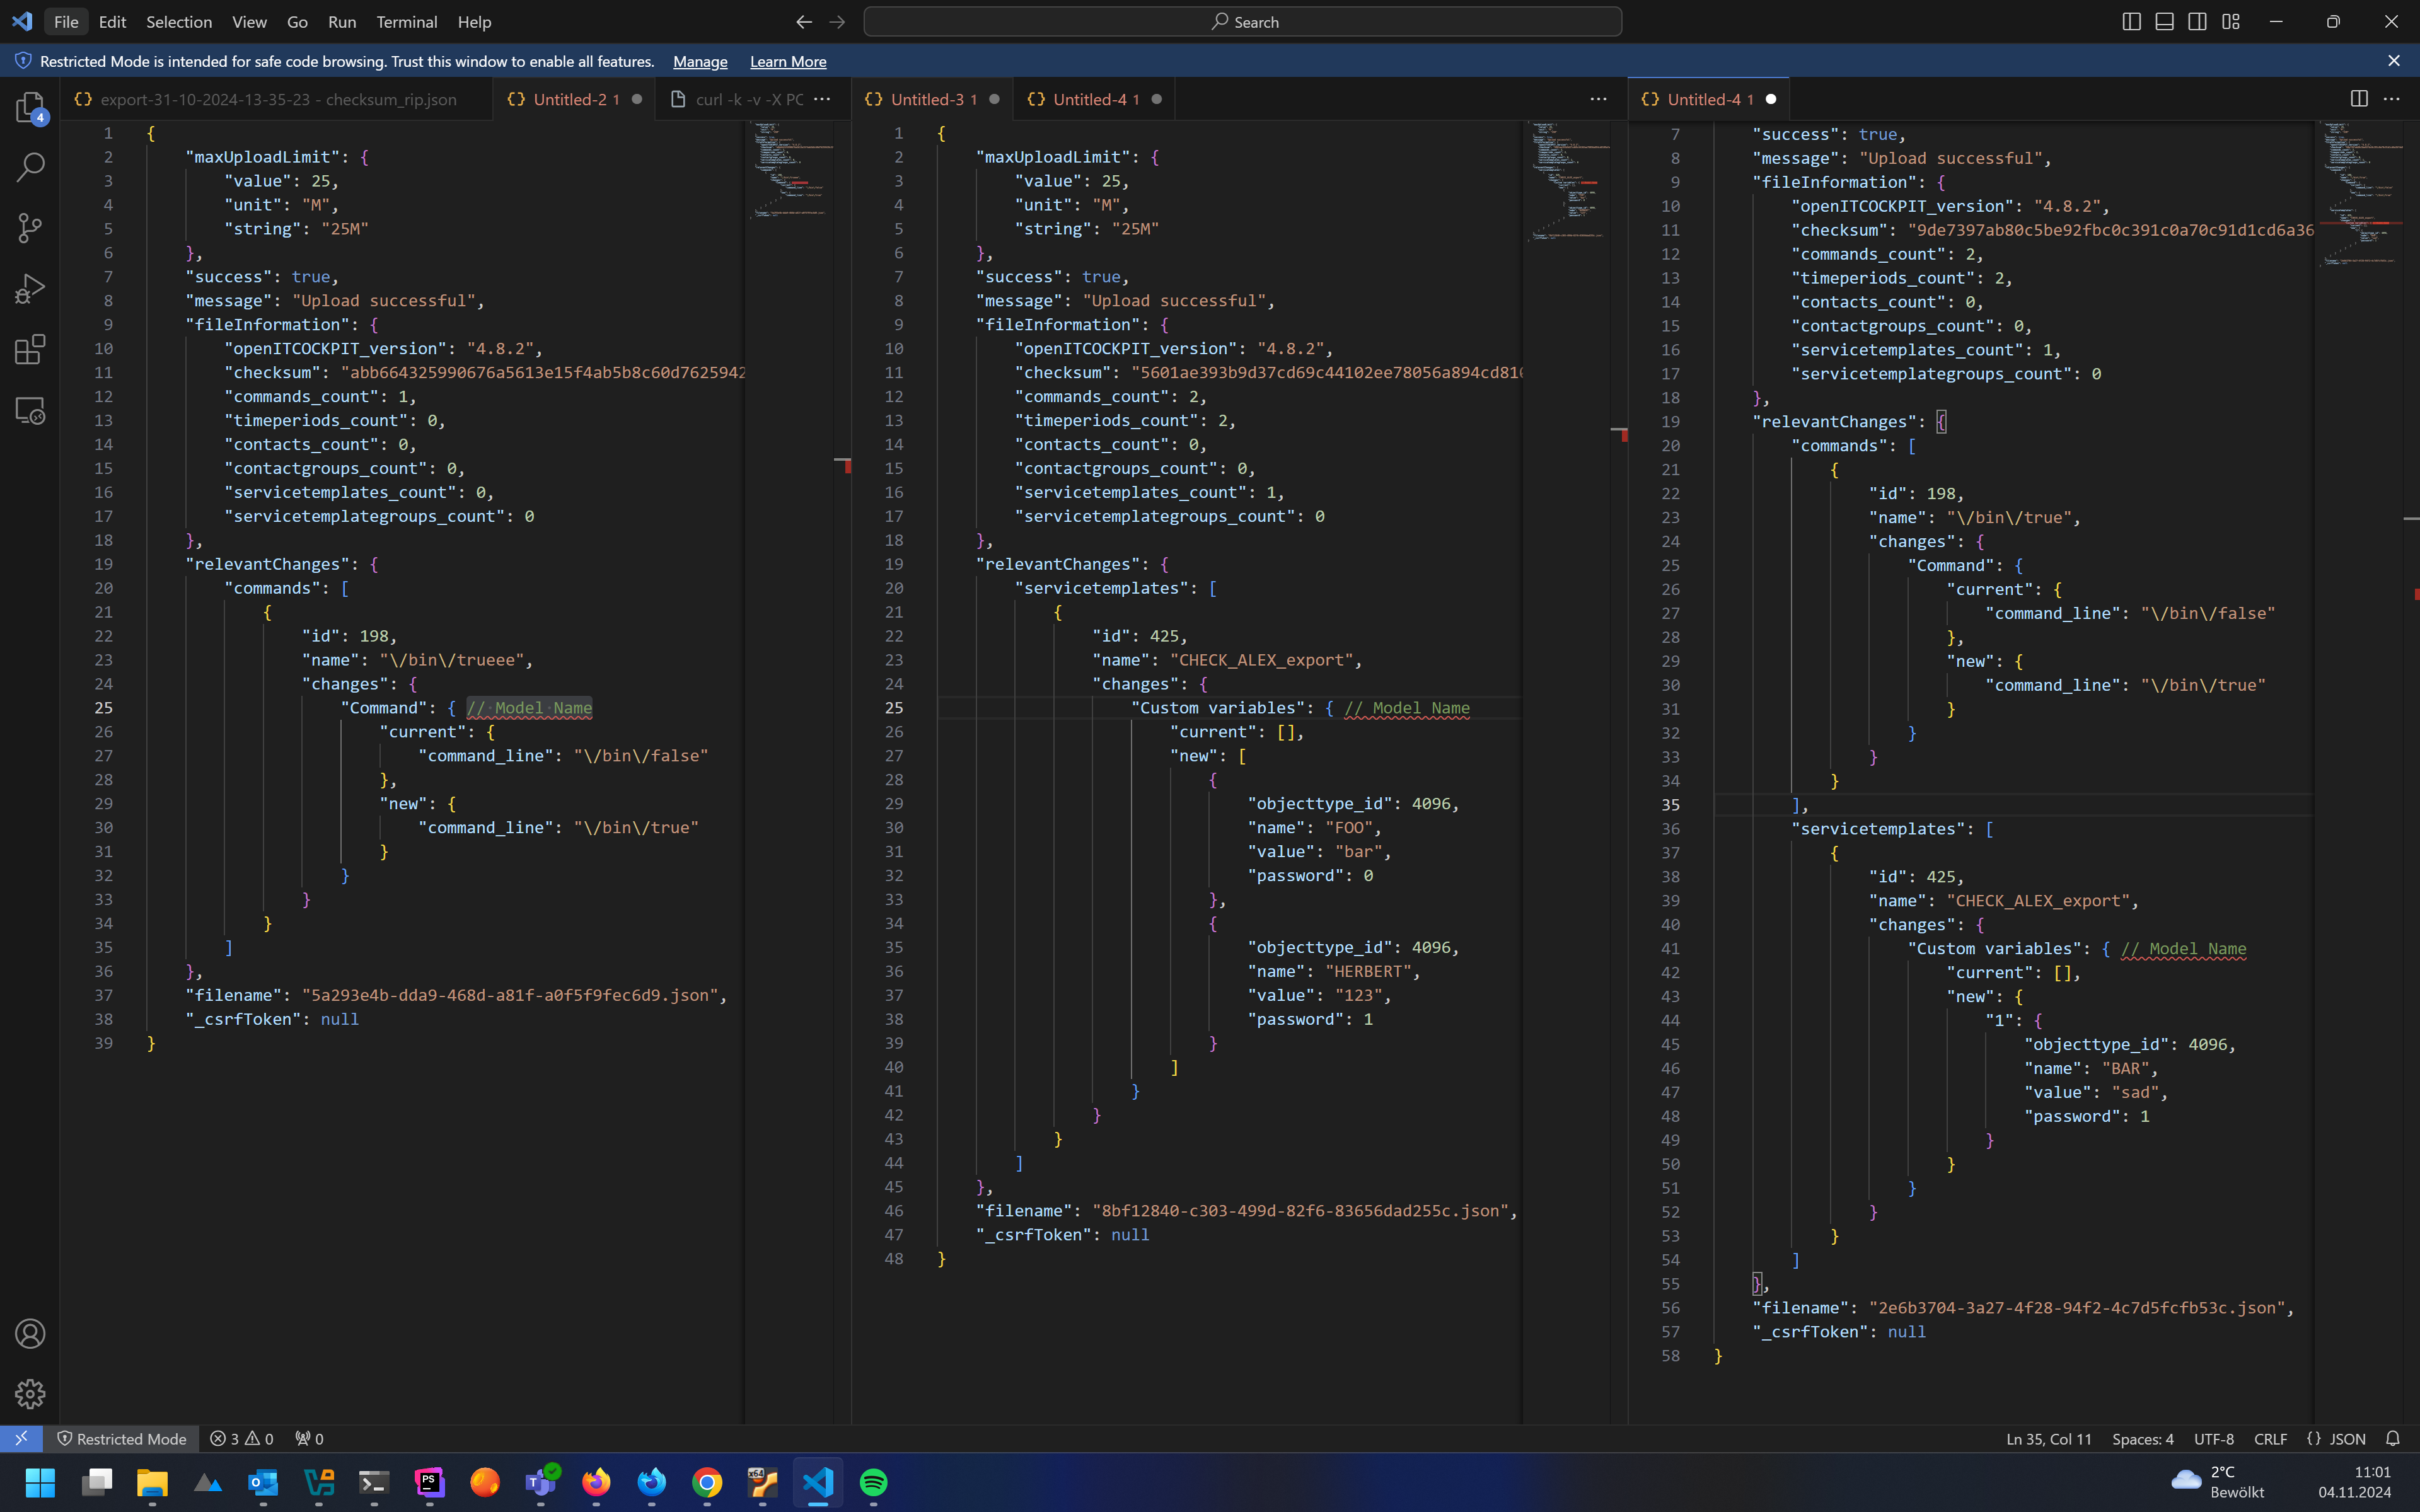 File Edit Selection View Go Run Terminal Help
Search
Restricted Mode is intended for safe code browsing. Trust this window to enable all features. Manage Learn More
4
{} export-31-10-2024-13-35-23 - checksum_rip.json
{} Untitled-2 1
curl -k -v -X PC
1 {
2 "maxUploadLimit": {
3 "value": 25,
4 "unit": "M",
5 "string": "25M"
6 },
7 "success": true,
8 "message": "Upload successful",
9 "fileInformation": {
10 "openITCOCKPIT_version": "4.8.2",
11 "checksum": "abb664325990676a5613e15f4ab5b8c60d7625942
12 "commands_count": 1,
13 "timeperiods_count": 0,
14 "contacts_count": 0,
15 "contactgroups_count": 0,
16 "servicetemplates_count": 0,
17 "servicetemplategroups_count": 0
18 },
19 "relevantChanges": {
20 "commands": [
21 {
22 "id": 198,
23 "name": "\/bin\/trueee",
24 "changes": {
25 "Command": { // Model Name
26 "current": {
27 "command_line": "\/bin\/false"
28 },
29 "new": {
30 "command_line": "\/bin\/true"
31 }
32 }
33 }
34 }
35 ]
36 },
37 "filename": "5a293e4b-dda9-468d-a81f-a0f5f9fec6d9.json",
38 "_csrfToken": null
39 }
{} Untitled-3 1
{} Untitled-4 1
1 {
2 "maxUploadLimit": {
3 "value": 25,
4 "unit": "M",
5 "string": "25M"
6 },
7 "success": true,
8 "message": "Upload successful",
9 "fileInformation": {
10 "openITCOCKPIT_version": "4.8.2",
11 "checksum": "5601ae393b9d37cd69c44102ee78056a894cd810
12 "commands_count": 2,
13 "timeperiods_count": 2,
14 "contacts_count": 0,
15 "contactgroups_count": 0,
16 "servicetemplates_count": 1,
17 "servicetemplategroups_count": 0
18 },
19 "relevantChanges": {
20 "servicetemplates": [
21 {
22 "id": 425,
23 "name": "CHECK_ALEX_export",
24 "changes": {
25 "Custom variables": { // Model Name
26 "current": [],
27 "new": [
28 {
29 "objecttype_id": 4096,
30 "name": "FOO",
31 "value": "bar",
32 "password": 0
33 },
34 {
35 "objecttype_id": 4096,
36 "name": "HERBERT",
37 "value": "123",
38 "password": 1
39 }
40 ]
41 }
42 }
43 }
44 ]
45 },
46 "filename": "8bf12840-c303-499d-82f6-83656dad255c.json",
47 "_csrfToken": null
48 }
{} Untitled-4 1
7 "success": true,
8 "message": "Upload successful",
9 "fileInformation": {
10 "openITCOCKPIT_version": "4.8.2",
11 "checksum": "9de7397ab80c5be92fbc0c391c0a70c91d1cd6a36
12 "commands_count": 2,
13 "timeperiods_count": 2,
14 "contacts_count": 0,
15 "contactgroups_count": 0,
16 "servicetemplates_count": 1,
17 "servicetemplategroups_count": 0
18 },
19 "relevantChanges": {
20 "commands": [
21 {
22 "id": 198,
23 "name": "\/bin\/true",
24 "changes": {
25 "Command": {
26 "current": {
27 "command_line": "\/bin\/false"
28 },
29 "new": {
30 "command_line": "\/bin\/true"
31 }
32 }
33 }
34 }
35 ],
36 "servicetemplates": [
37 {
38 "id": 425,
39 "name": "CHECK_ALEX_export",
40 "changes": {
41 "Custom variables": { // Model Name
42 "current": [],
43 "new": {
44 "1": {
45 "objecttype_id": 4096,
46 "name": "BAR",
47 "value": "sad",
48 "password": 1
49 }
50 }
51 }
52 }
53 }
54 ]
55 },
56 "filename": "2e6b3704-3a27-4f28-94f2-4c7d5fcfb53c.json",
57 "_csrfToken": null
58 }
Restricted Mode 3 0 0
Ln 35, Col 11 Spaces: 4 UTF-8 CRLF {} JSON
PS
x64
2°C
Bewölkt
11:01
04.11.2024